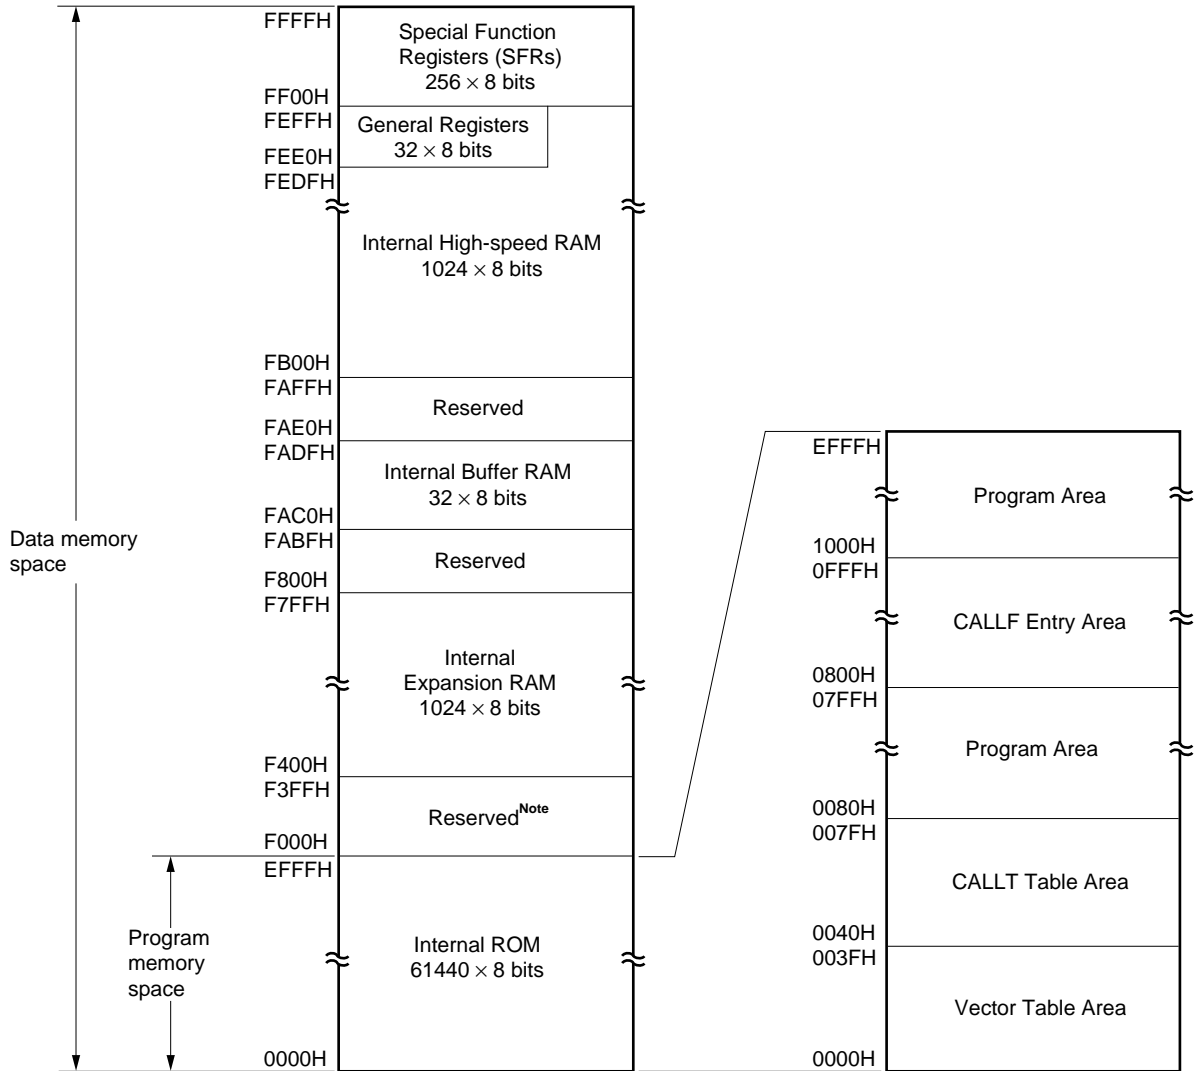 FFFFH
Special Function
Registers (SFRs)
256 × 8 bits
FF00H
FEFFH
General Registers
32 × 8 bits
FEE0H
FEDFH
Internal High-speed RAM
1024 × 8 bits
FB00H
FAFFH
Reserved
FAE0H
FADFH
Internal Buffer RAM
32 × 8 bits
FAC0H
FABFH
Reserved
F800H
F7FFH
Internal
Expansion RAM
1024 × 8 bits
F400H
F3FFH
Reserved Note
F000H
EFFFH
Internal ROM
61440 × 8 bits
0000H
Data memory
space
Program
memory
space
EFFFH
Program Area
1000H
0FFFH
CALLF Entry Area
0800H
07FFH
Program Area
0080H
007FH
CALLT Table Area
0040H
003FH
Vector Table Area
0000H